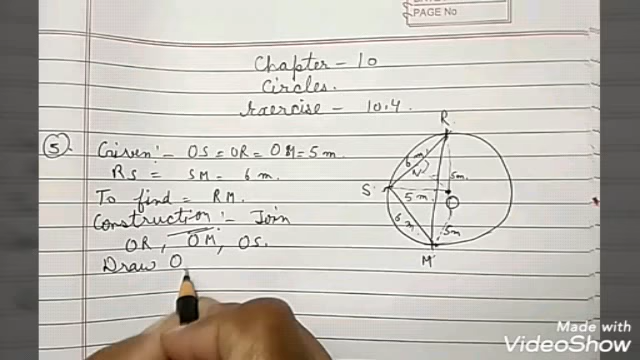 PAGE No
Chapter - 10
Circles.
Exercise - 10.4
5 Given:- OS = OR = OM = 5 m.
RS = SM = 6 m.
To find = RM.
Construction:- Join
OR, OM, OS.
Draw O
R
6 m
N
5m.
S
5 m.
O
6 m.
5m
M
Made with
VideoShow